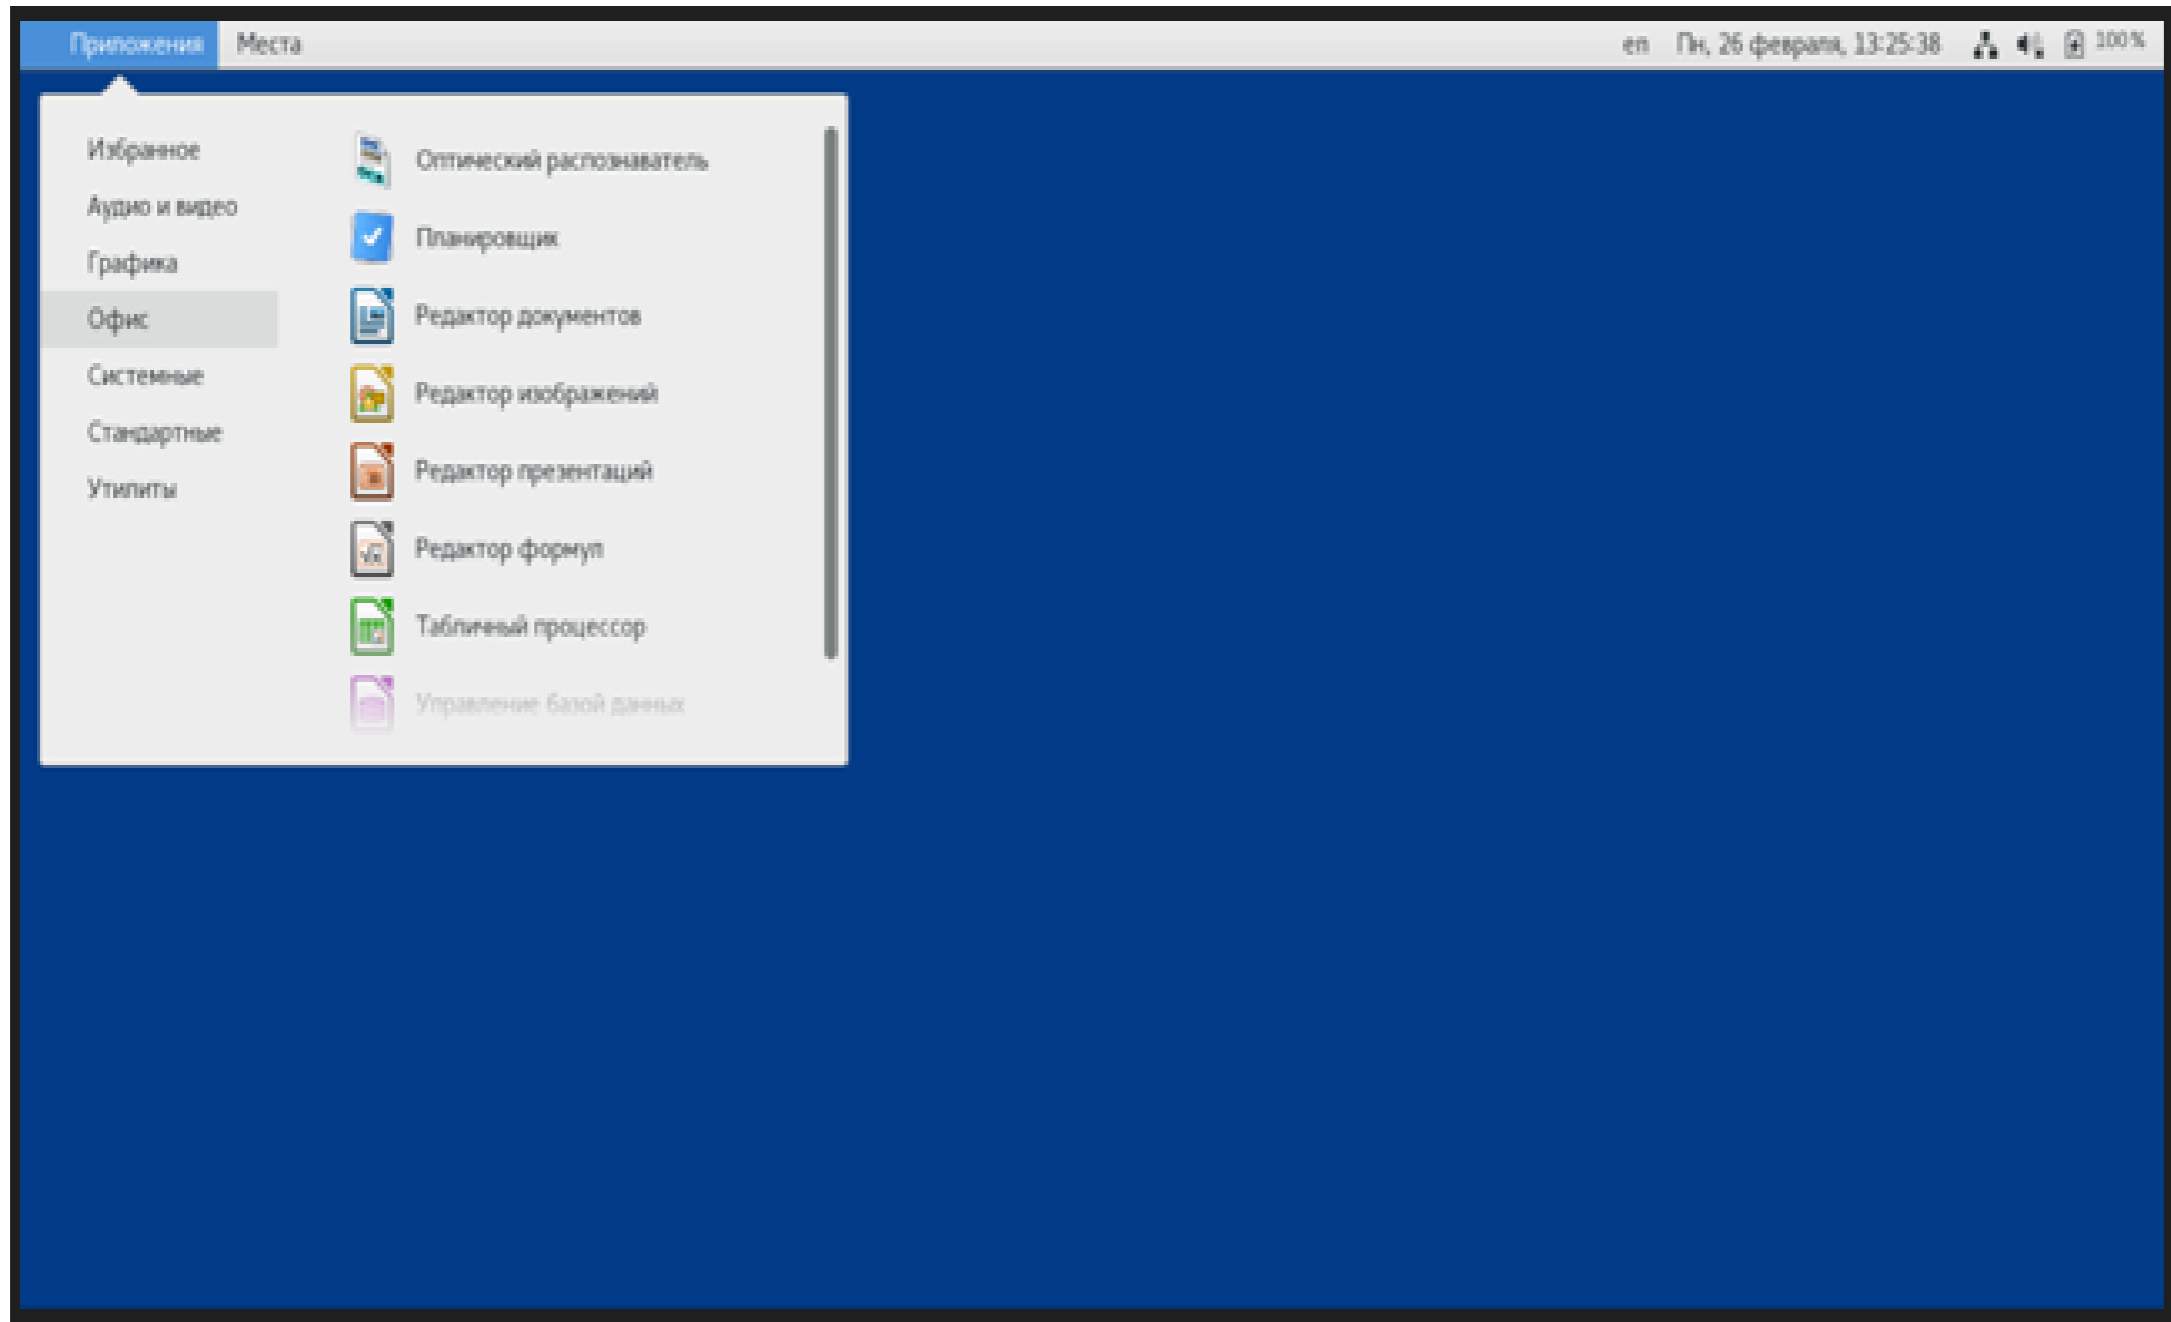 Приложения Места en Пн, 26 февраля, 13:25:38 100%
Избранное
Аудио и видео
Графика
Офис
Системные
Стандартные
Утилиты
Оптический распознаватель
Планировщик
Редактор документов
Редактор изображений
Редактор презентаций
Редактор формул
Табличный процессор
Управление базой данных